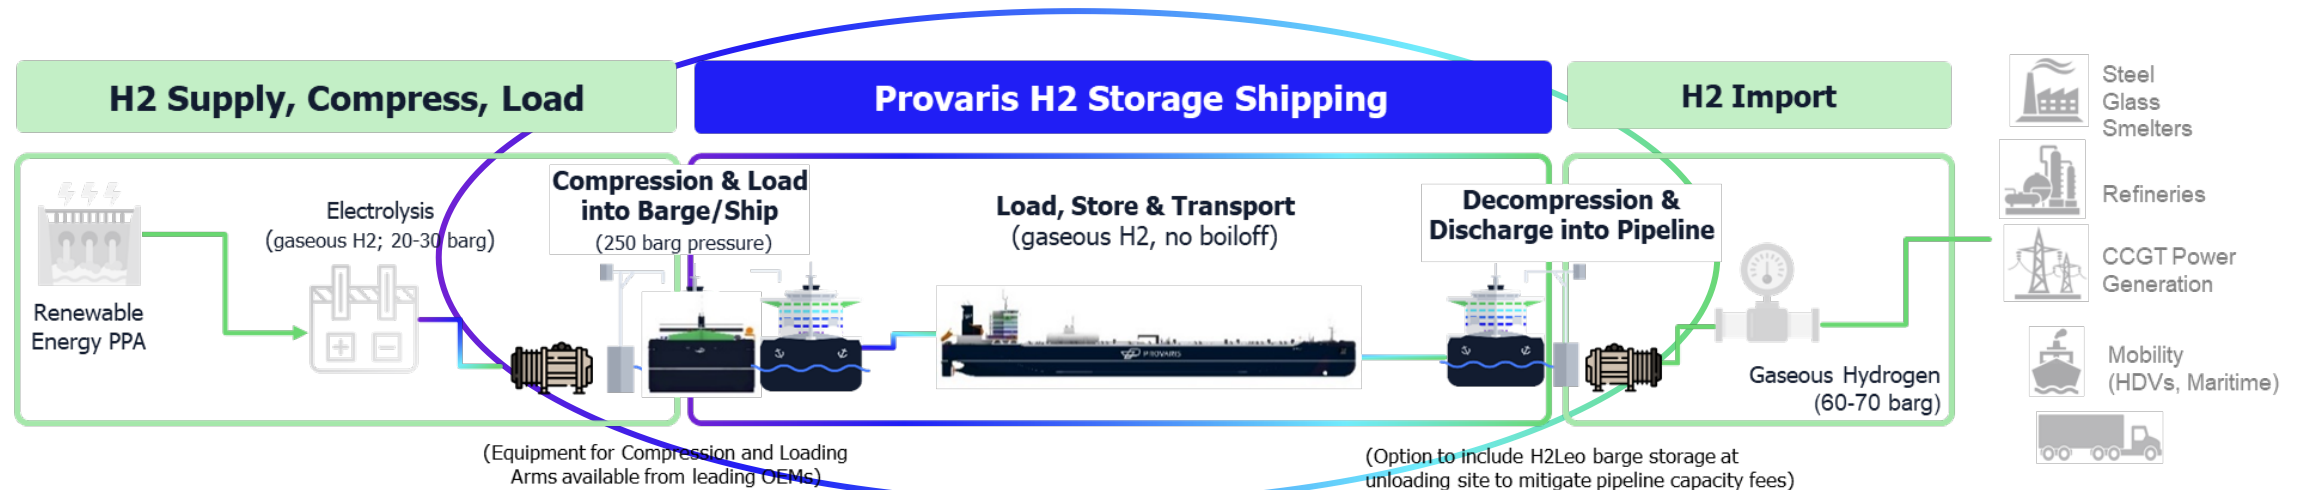 H2 Supply, Compress, Load
Provaris H2 Storage Shipping
H2 Import
Renewable
Energy PPA
Electrolysis
(gaseous H2; 20-30 barg)
Compression & Load
into Barge/Ship
(250 barg pressure)
Load, Store & Transport
(gaseous H2, no boiloff)
PROVARIS
Decompression &
Discharge into Pipeline
Gaseous Hydrogen
(60-70 barg)
Steel
Glass
Smelters
Refineries
CCGT Power
Generation
Mobility
(HDVs, Maritime)
(Equipment for Compression and Loading
Arms available from leading OEMs)
(Option to include H2Leo barge storage at
unloading site to mitigate pipeline capacity fees)